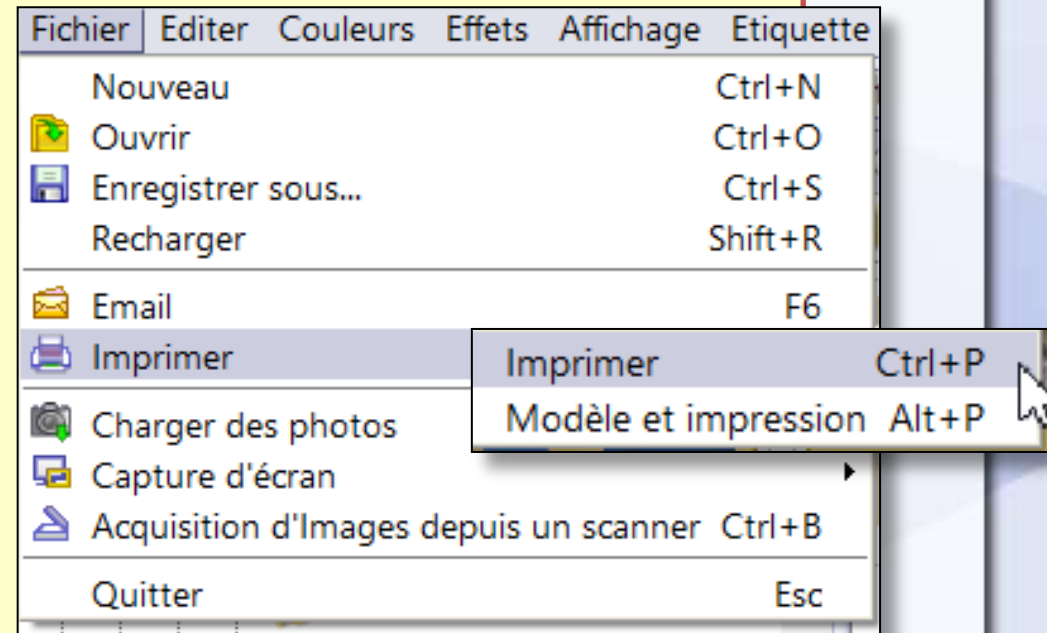 Fichier Editer Couleurs Effets Affichage Etiquette
Nouveau Ctrl+N
Ouvrir Ctrl+O
Enregistrer sous... Ctrl+S
Recharger Shift+R
Email F6
Imprimer
Imprimer Ctrl+P
Modèle et impression Alt+P
Charger des photos
Capture d'écran
Acquisition d'Images depuis un scanner Ctrl+B
Quitter Esc